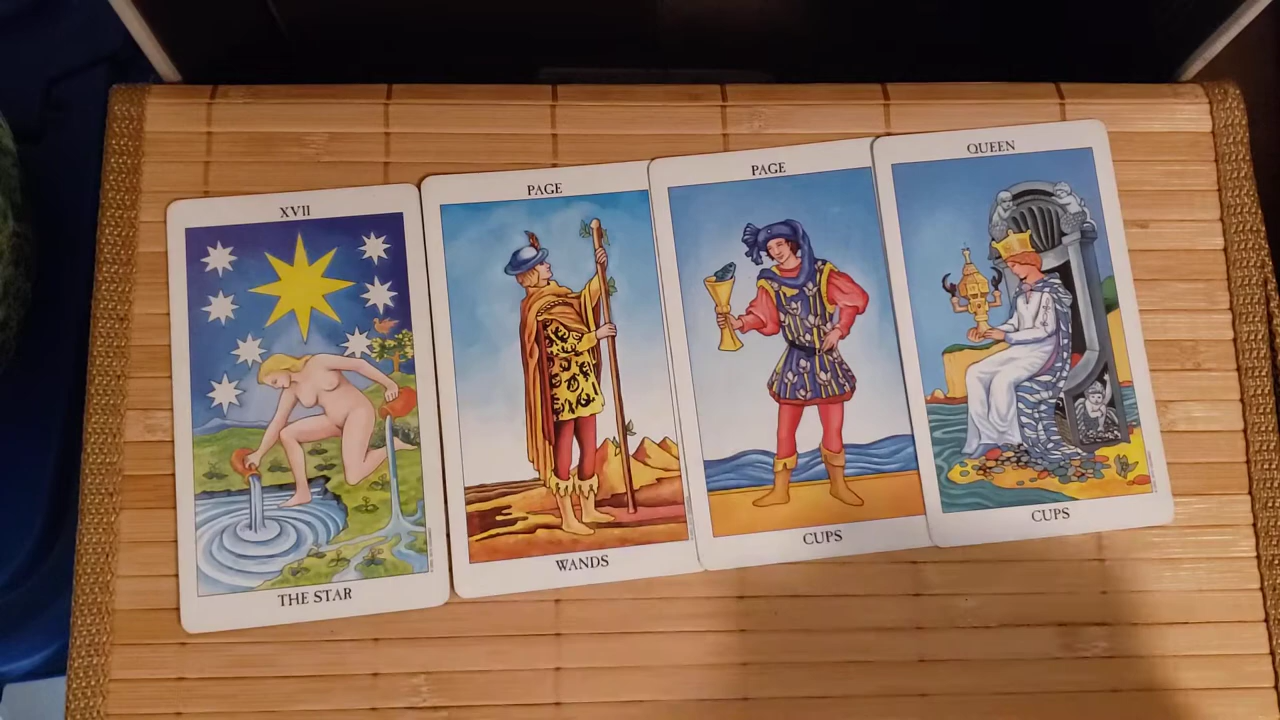 XVII
THE STAR
PAGE
WANDS
PAGE
CUPS
QUEEN
CUPS